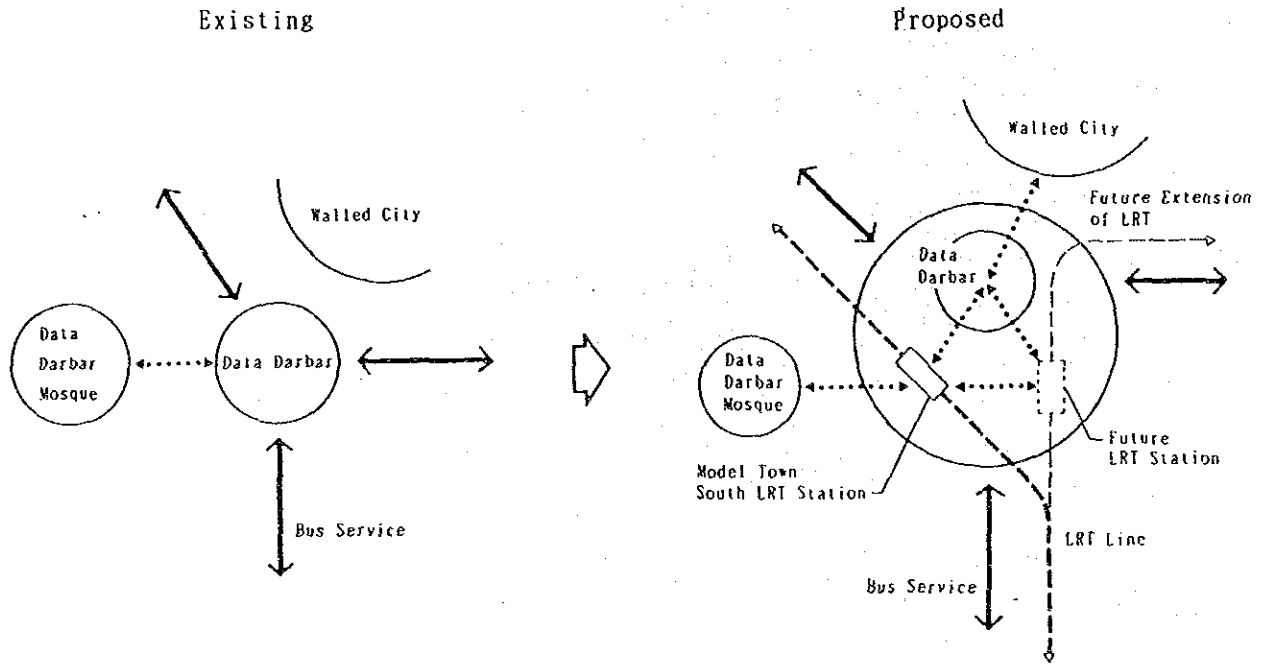 Existing
Proposed
Walled City
Data
Darbar
Mosque
Data Darbar
Bus Service
Walled City
Future Extension
of LRT
Data
Darbar
Data
Darbar
Mosque
Future
LRT Station
Model Town
South LRT Station
LRT Line
Bus Service